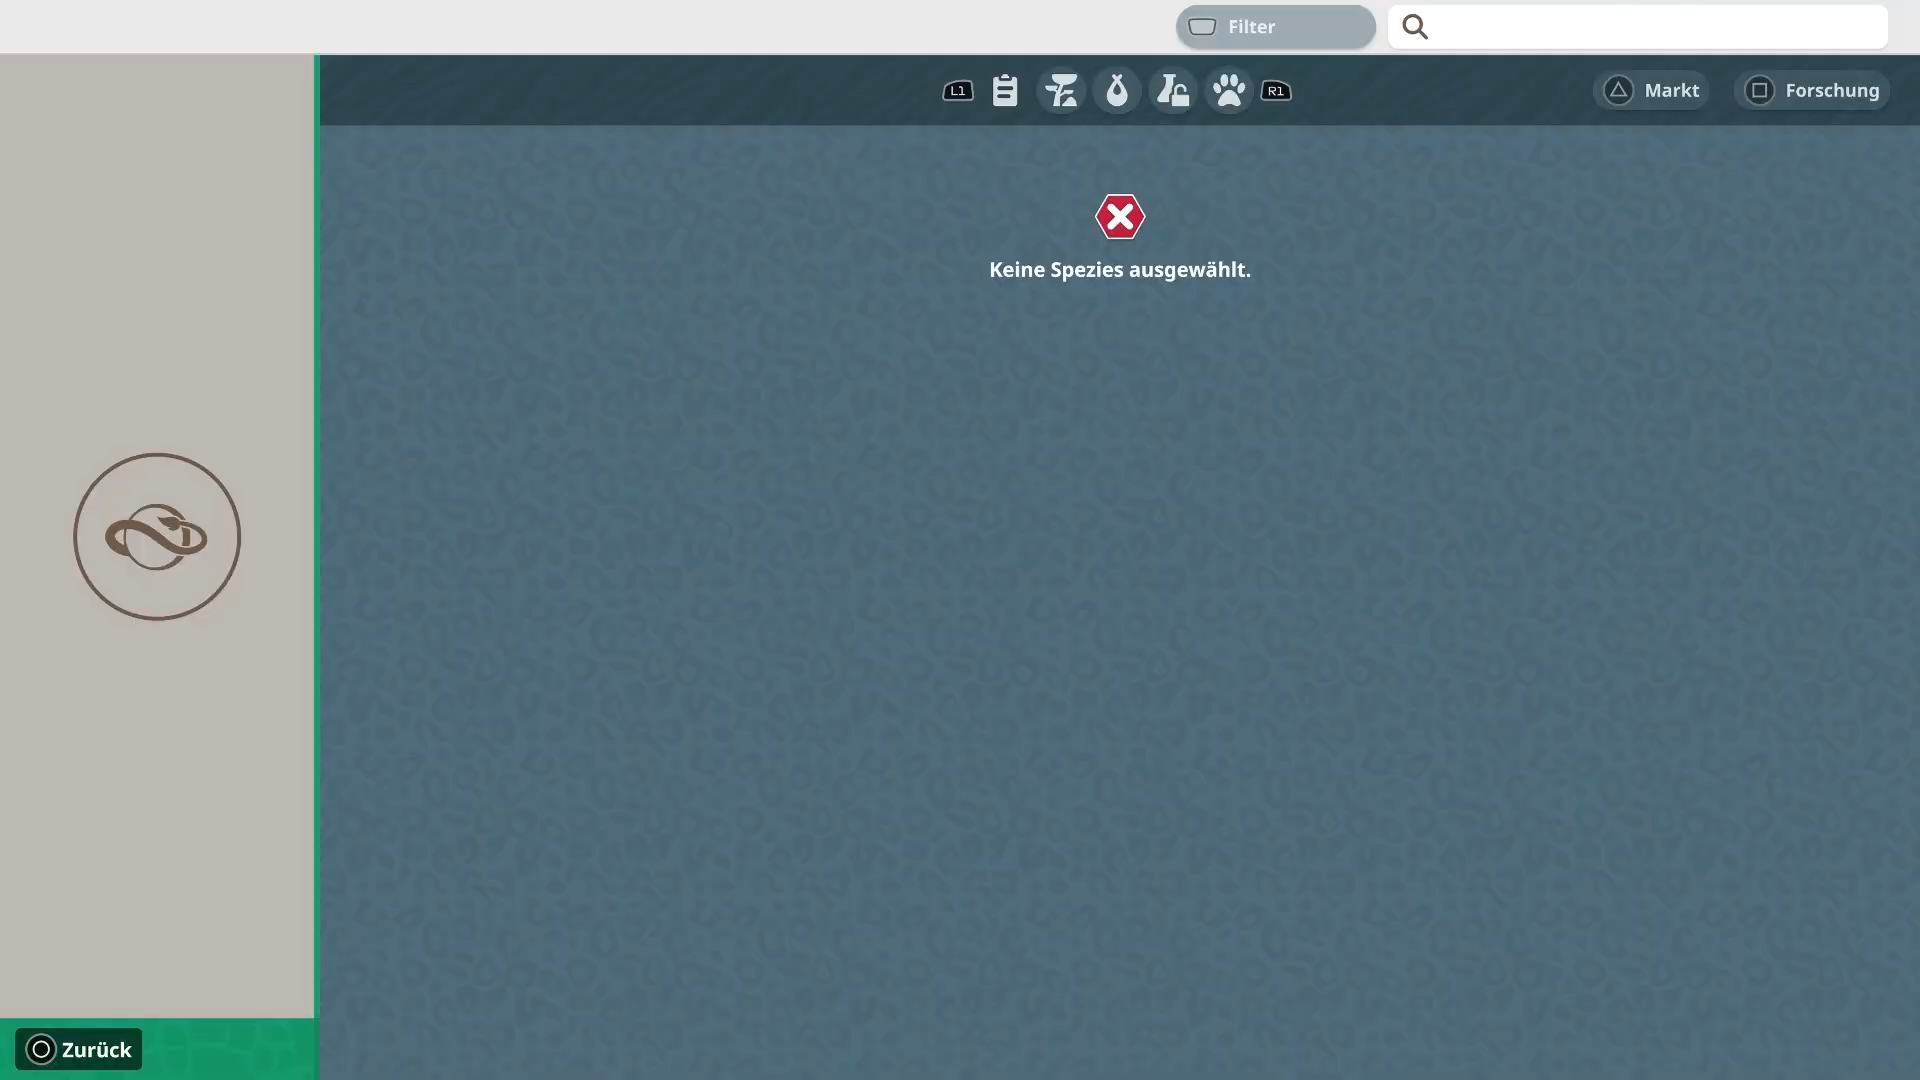 Filter
L1
R1
Markt
Forschung
Keine Spezies ausgewählt.
Zurück